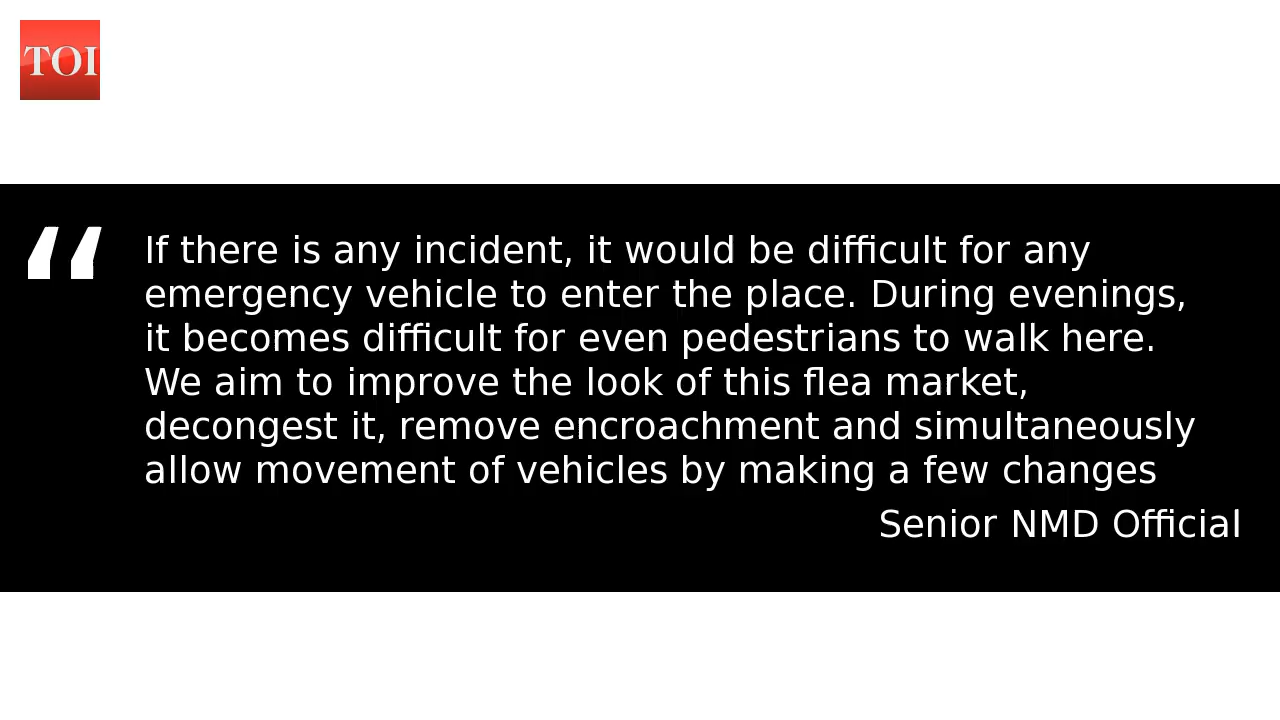 TOI
“
If there is any incident, it would be difficult for any
emergency vehicle to enter the place. During evenings,
it becomes difficult for even pedestrians to walk here.
We aim to improve the look of this flea market,
decongest it, remove encroachment and simultaneously
allow movement of vehicles by making a few changes
Senior NMD Official